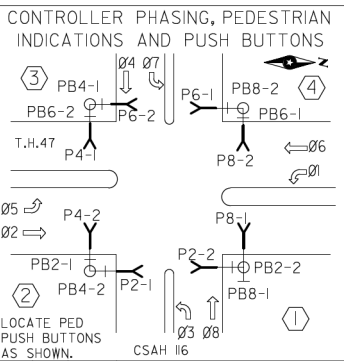 CONTROLLER PHASING, PEDESTRIAN
INDICATIONS AND PUSH BUTTONS
Ø4 Ø7
N
3
4
PB4-1
P6-1
PB8-2
PB6-2
P6-2
PB6-1
T.H.47
P4-1
P8-2
Ø6
Ø1
Ø5
P4-2
P8-1
Ø2
PB2-1
P2-2
PB2-2
2
PB4-2
P2-1
PB8-1
1
LOCATE PED
PUSH BUTTONS
AS SHOWN.
Ø3 Ø8
CSAH 116